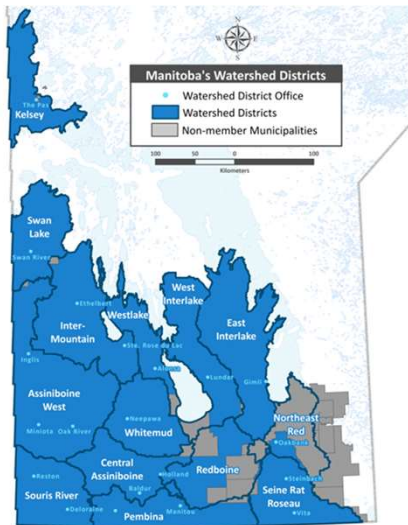 N
W E
S
Manitoba's Watershed Districts
Watershed District Office
Watershed Districts
Non-member Municipalities
100 50 0 100
Kilometers
The Pas
Kelsey
Swan
Lake
Swan River
Ethelbert
Inter-
Mountain
Westlake
Ste. Rose du Lac
West
Interlake
East
Interlake
Inglis
Alonsa
Lundar
Gimli
Assiniboine
West
Miniota
Oak River
Neepawa
Whitemud
Northeast
Red
Oakbank
Central
Assiniboine
Holland
Redboine
Reston
Souris River
Baldur
Deloraine
Pembina
Manitou
Steinbach
Seine Rat
Roseau
Vita